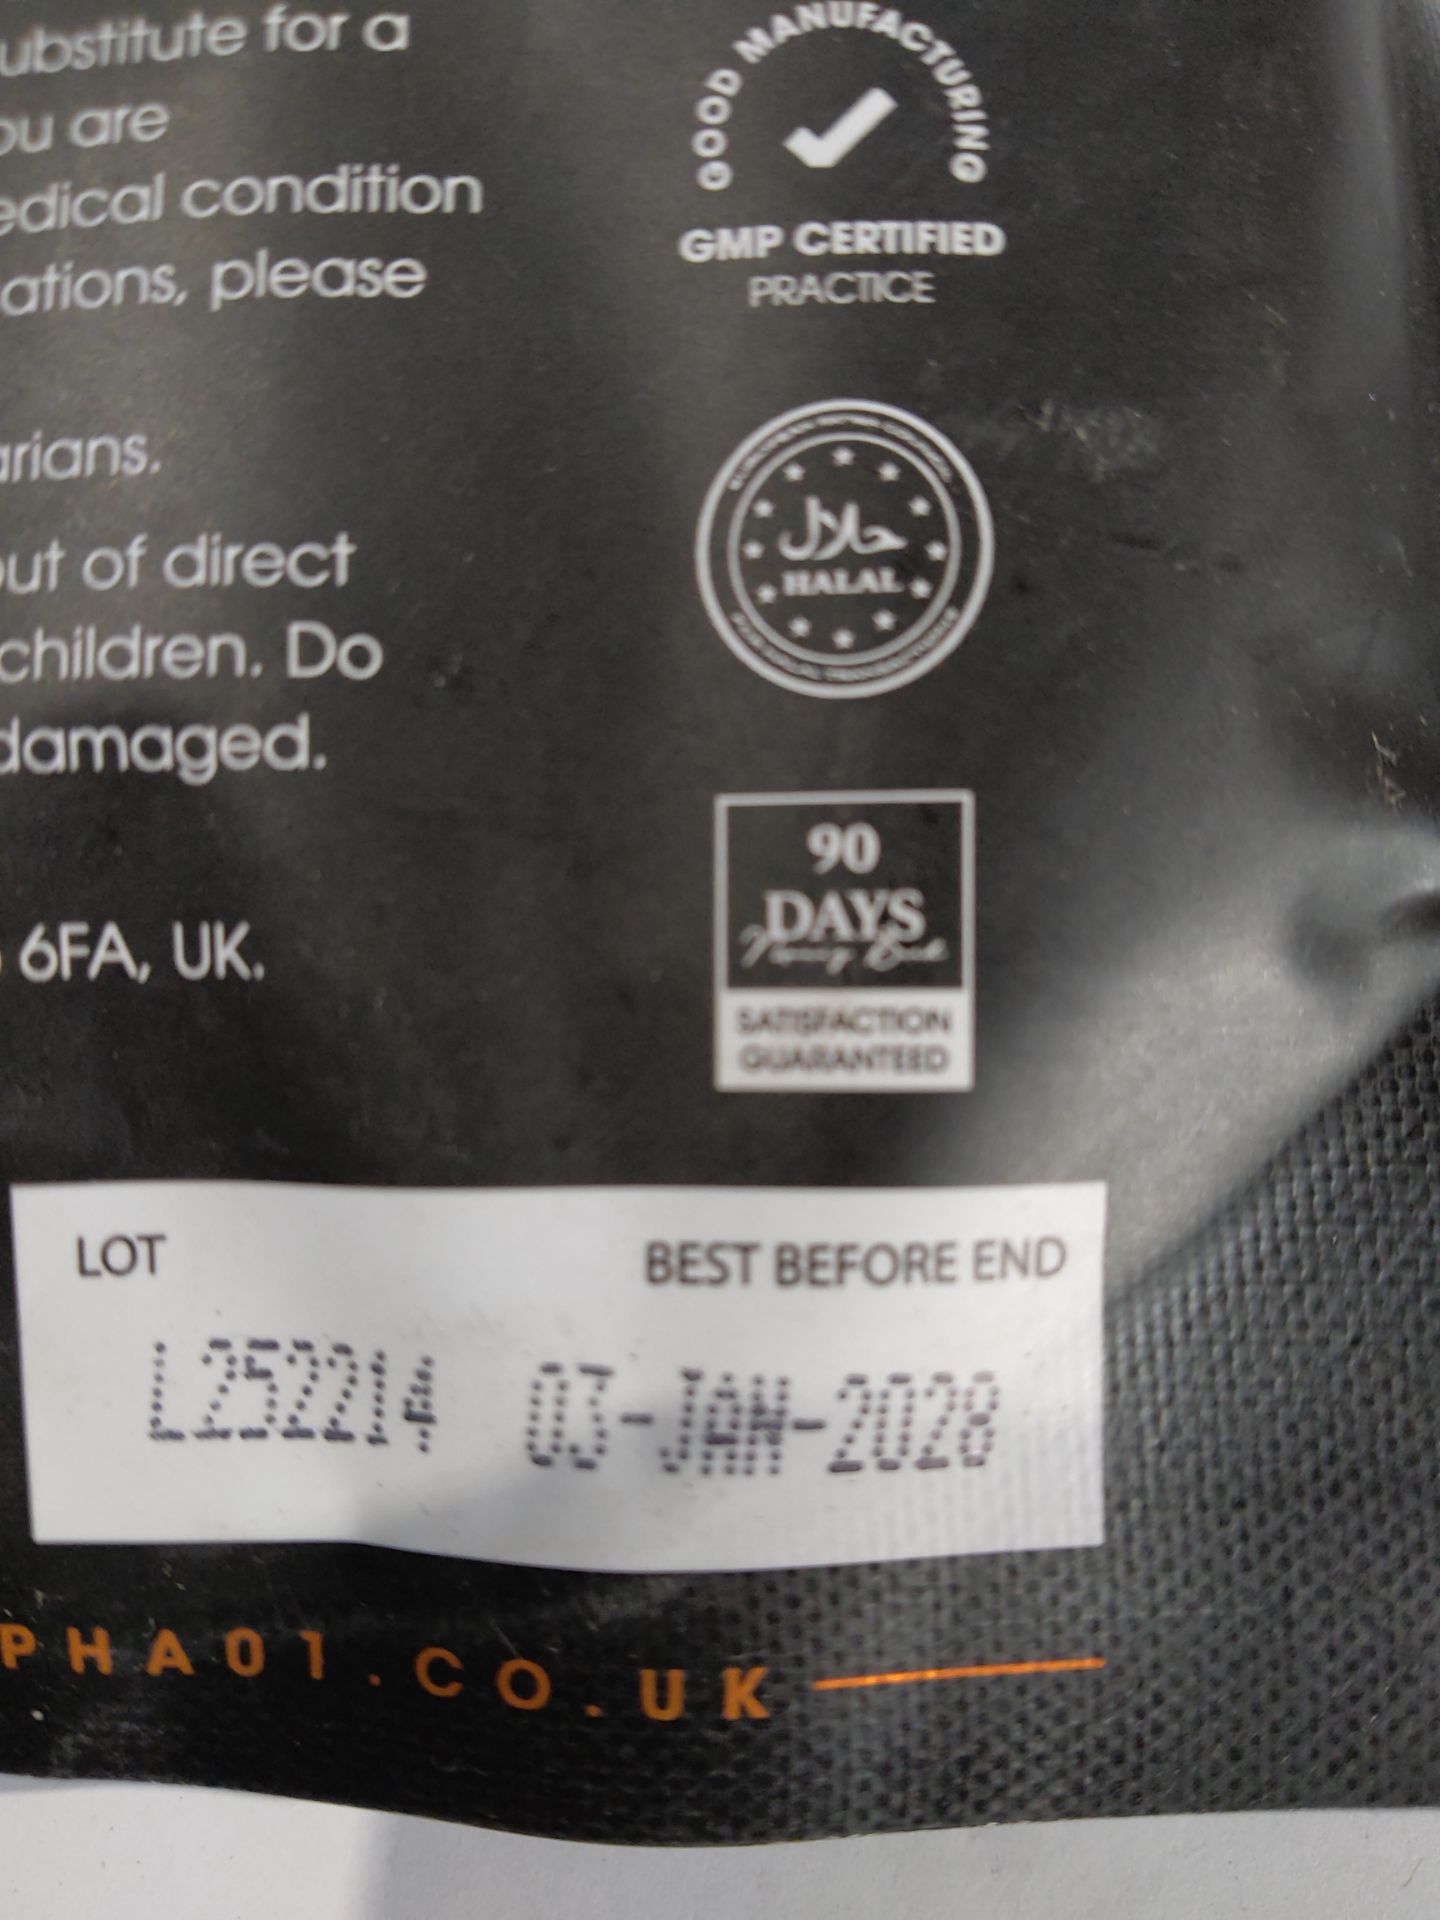 ubstitute for a
ou are
edical condition
ations, please
arians.
out of direct
children. Do
damaged.
6FA, UK.
GOOD MANUFACTURING
GMP CERTIFIED
PRACTICE
حلال
HALAL
90
DAYS
Money Back
SATISFACTION
GUARANTEED
LOT
BEST BEFORE END
03-JAN-2028
PHA01.CO.UK